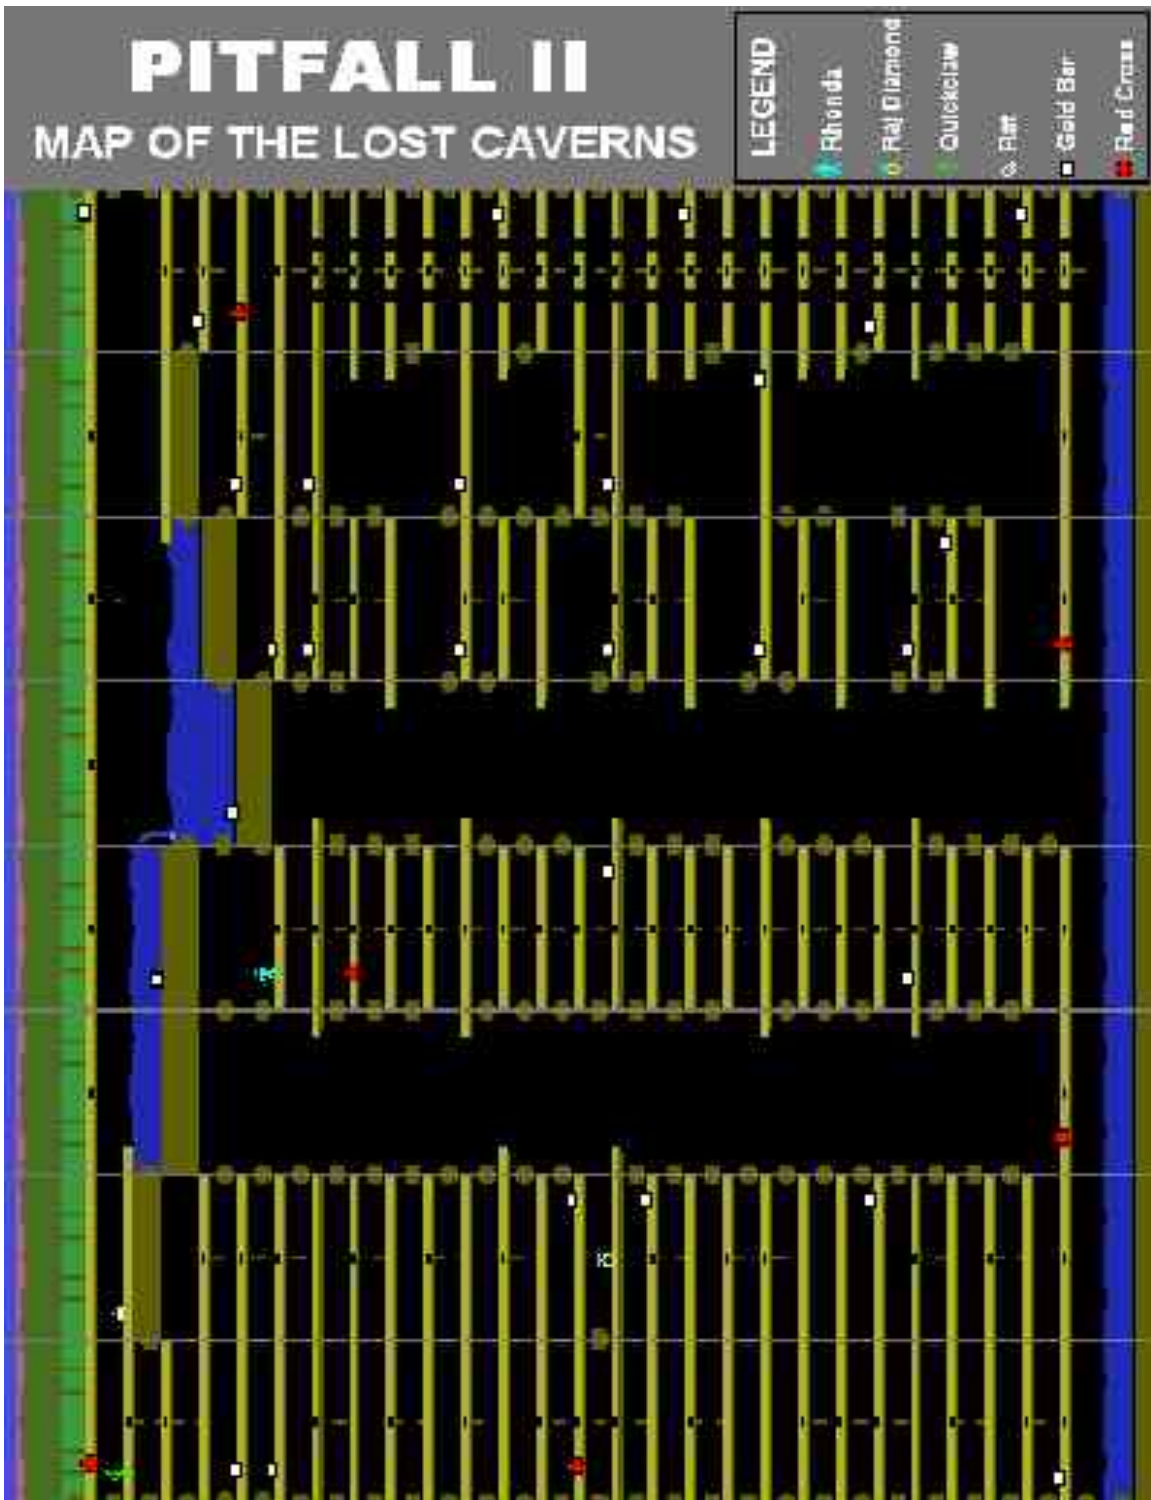 PITFALL II
MAP OF THE LOST CAVERNS
LEGEND
Rhonda
Raj Diamond
Quickclaw
Rat
Gold Bar
Red Cross